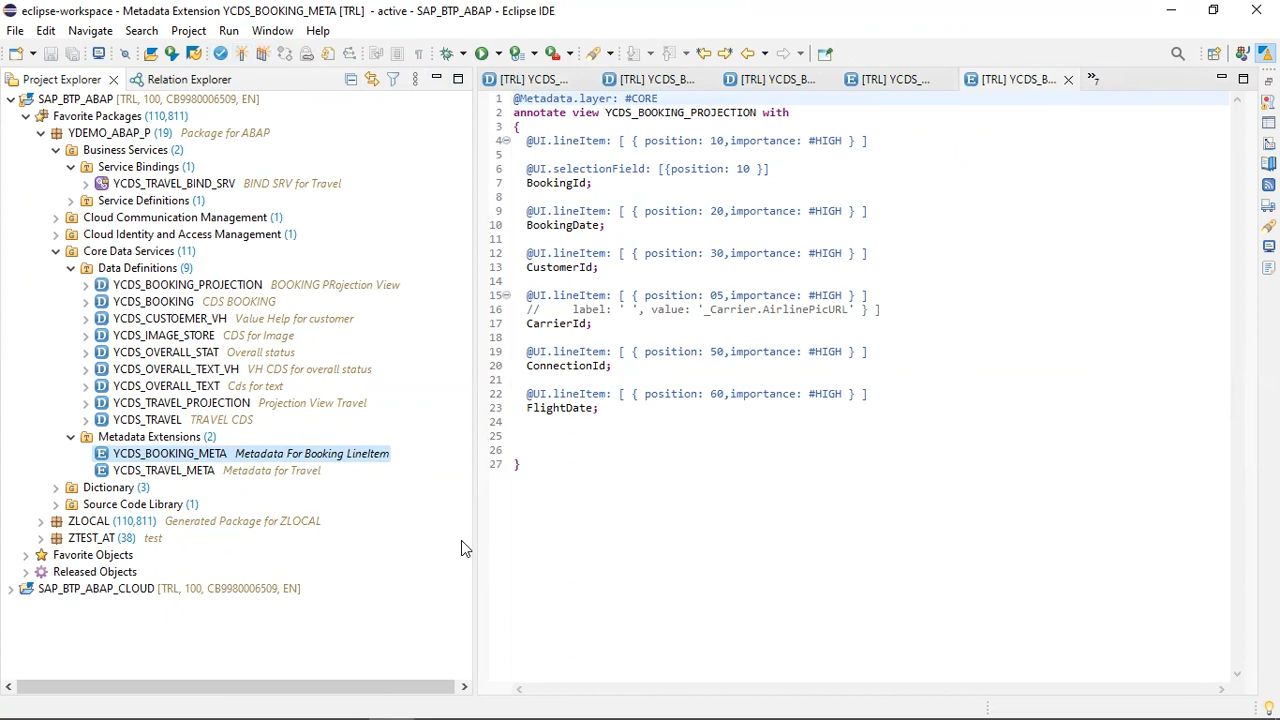 eclipse-workspace - Metadata Extension YCDS_BOOKING_META [TRL] - active - SAP_BTP_ABAP - Eclipse IDE
File Edit Navigate Search Project Run Window Help
Project Explorer Relation Explorer
[TRL] YCDS_... [TRL] YCDS_B... [TRL] YCDS_B... [TRL] YCDS_... [TRL] YCDS_B... 7
SAP_BTP_ABAP [TRL, 100, CB9980006509, EN]
Favorite Packages (110,811)
YDEMO_ABAP_P (19) Package for ABAP
Business Services (2)
Service Bindings (1)
YCDS_TRAVEL_BIND_SRV BIND SRV for Travel
Service Definitions (1)
Cloud Communication Management (1)
Cloud Identity and Access Management (1)
Core Data Services (11)
Data Definitions (9)
YCDS_BOOKING_PROJECTION BOOKING PRojection View
YCDS_BOOKING CDS BOOKING
YCDS_CUSTOEMER_VH Value Help for customer
YCDS_IMAGE_STORE CDS for Image
YCDS_OVERALL_STAT Overall status
YCDS_OVERALL_TEXT_VH VH CDS for overall status
YCDS_OVERALL_TEXT Cds for text
YCDS_TRAVEL_PROJECTION Projection View Travel
YCDS_TRAVEL TRAVEL CDS
Metadata Extensions (2)
YCDS_BOOKING_META Metadata For Booking LineItem
YCDS_TRAVEL_META Metadata for Travel
Dictionary (3)
Source Code Library (1)
ZLOCAL (110,811) Generated Package for ZLOCAL
ZTEST_AT (38) test
Favorite Objects
Released Objects
SAP_BTP_ABAP_CLOUD [TRL, 100, CB9980006509, EN]
1 @Metadata.layer: #CORE
2 annotate view YCDS_BOOKING_PROJECTION with
3 {
4 @UI.lineItem: [ { position: 10,importance: #HIGH } ]
5
6 @UI.selectionField: [{position: 10 }]
7 BookingId;
8
9 @UI.lineItem: [ { position: 20,importance: #HIGH } ]
10 BookingDate;
11
12 @UI.lineItem: [ { position: 30,importance: #HIGH } ]
13 CustomerId;
14
15 @UI.lineItem: [ { position: 05,importance: #HIGH } ]
16 // label: ' ', value: '_Carrier.AirlinePicURL' } ]
17 CarrierId;
18
19 @UI.lineItem: [ { position: 50,importance: #HIGH } ]
20 ConnectionId;
21
22 @UI.lineItem: [ { position: 60,importance: #HIGH } ]
23 FlightDate;
24
25
26
27 }